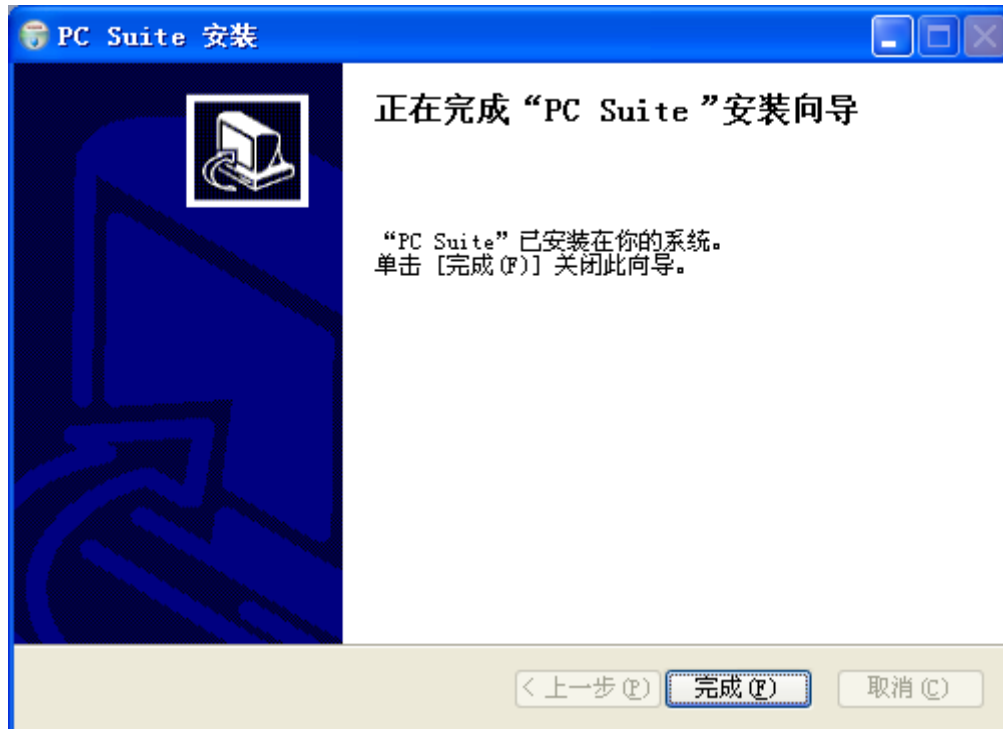 PC Suite 安装
正在完成“PC Suite”安装向导
“PC Suite”已安装在你的系统。
单击 [完成(F)] 关闭此向导。
< 上一步(P)
完成(F)
取消(C)